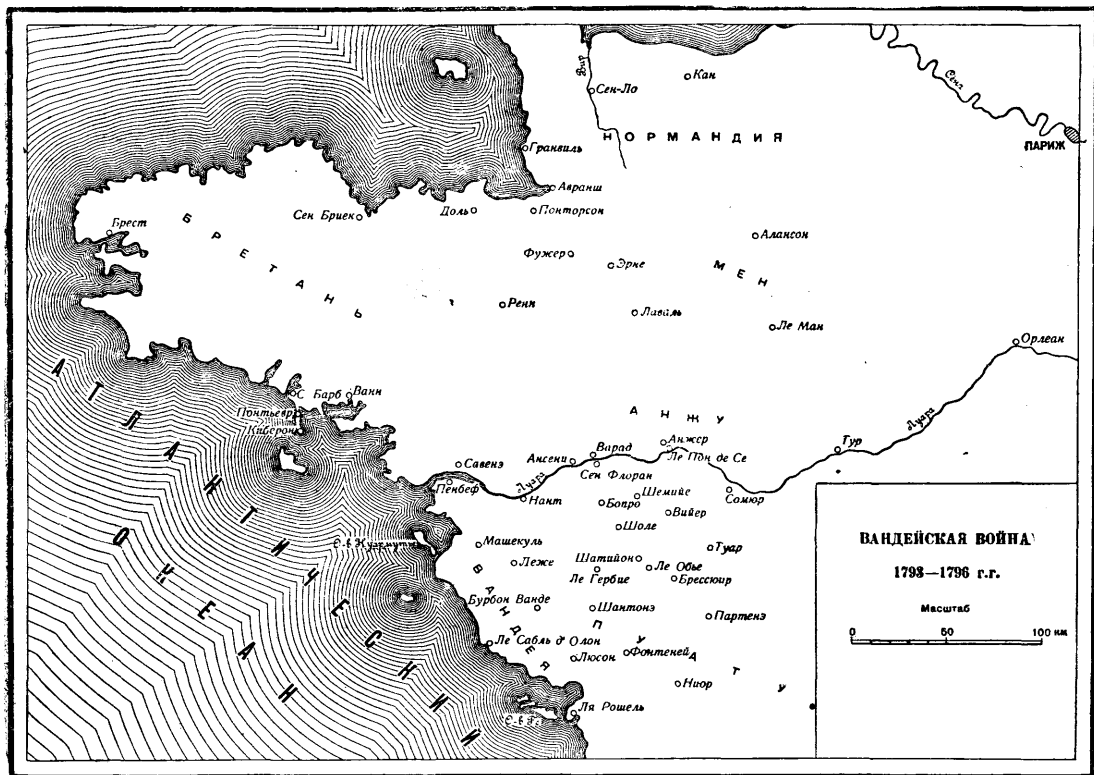 Вир
Кан
Сен-Ло
Сена
НОРМАНДИЯ
ПАРИЖ
Гранвиль
Авранш
Сен Бриек
Доль
Понторсон
Брест
БРЕТАНЬ
Алансон
Фужер
Эрне
МЕН
Ренн
Лаваль
Ле Ман
Орлеан
АТЛАНТИЧЕСКИЙ
ОКЕАН
С Барб
Ванн
Понтьевр
Киберон
АНЖУ
Анжер
Ле Пон де Се
Варад
Ансени
Сен Флоран
Луара
Тур
Савенэ
Пенбеф
Луара
Нант
Шемийе
Бопро
Вийер
Сомюр
Шоле
Машекуль
Леже
Шатийон
Ле Обье
Туар
Ле Гербие
Брессюир
ВАНДЕЯ
Бурбон Ванде
Шантонэ
Партенэ
ПУАТУ
Ле Сабль д'Олон
Люсон
Фонтеней
Ниор
Ля Рошель
О-в Рэ
ВАНДЕЙСКАЯ ВОЙНА
1793—1796 г.г.
Масштаб
0 50 100 км